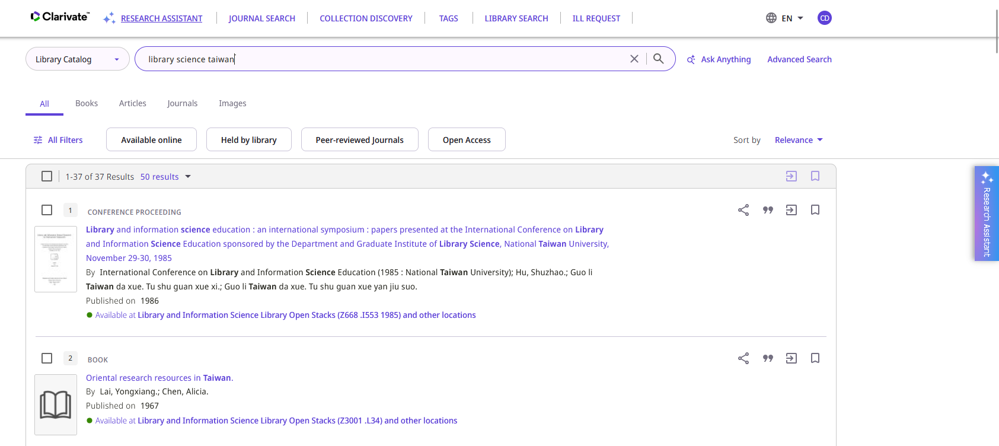 Clarivate™
RESEARCH ASSISTANT
JOURNAL SEARCH
COLLECTION DISCOVERY
TAGS
LIBRARY SEARCH
ILL REQUEST
EN
CD
Library Catalog
library science taiwan
Ask Anything
Advanced Search
All
Books
Articles
Journals
Images
All Filters
Available online
Held by library
Peer-reviewed Journals
Open Access
Sort by
Relevance
1-37 of 37 Results 50 results
Research Assistant
1 CONFERENCE PROCEEDING
Library and information science education : an international symposium : papers presented at the International Conference on Library
and Information Science Education sponsored by the Department and Graduate Institute of Library Science, National Taiwan University,
November 29-30, 1985
By International Conference on Library and Information Science Education (1985 : National Taiwan University); Hu, Shuzhao.; Guo li
Taiwan da xue. Tu shu guan xue xi.; Guo li Taiwan da xue. Tu shu guan xue yan jiu suo.
Published on 1986
Available at Library and Information Science Library Open Stacks (Z668 .I553 1985) and other locations
2 BOOK
Oriental research resources in Taiwan.
By Lai, Yongxiang.; Chen, Alicia.
Published on 1967
Available at Library and Information Science Library Open Stacks (Z3001 .L34) and other locations